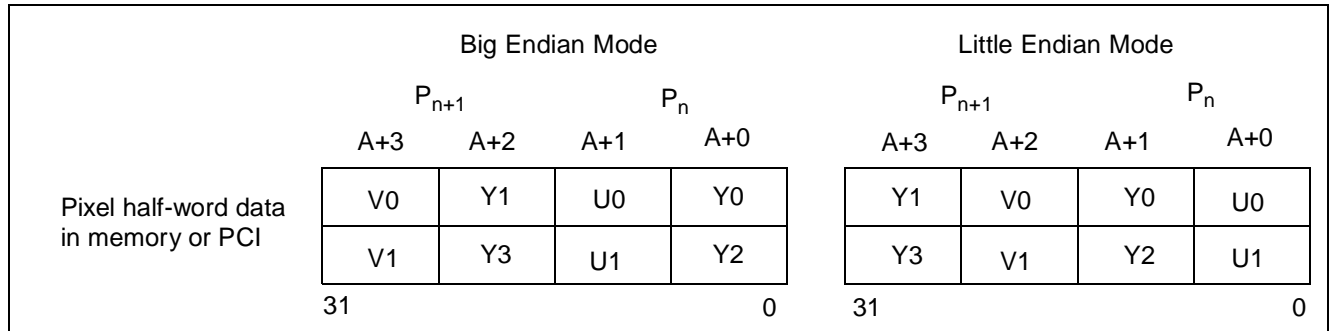 Big Endian Mode Little Endian Mode
Pn+1 Pn Pn+1 Pn
A+3 A+2 A+1 A+0 A+3 A+2 A+1 A+0
Pixel half-word data V0 Y1 U0 Y0 Y1 V0 Y0 U0
in memory or PCI V1 Y3 U1 Y2 Y3 V1 Y2 U1
31 0 31 0